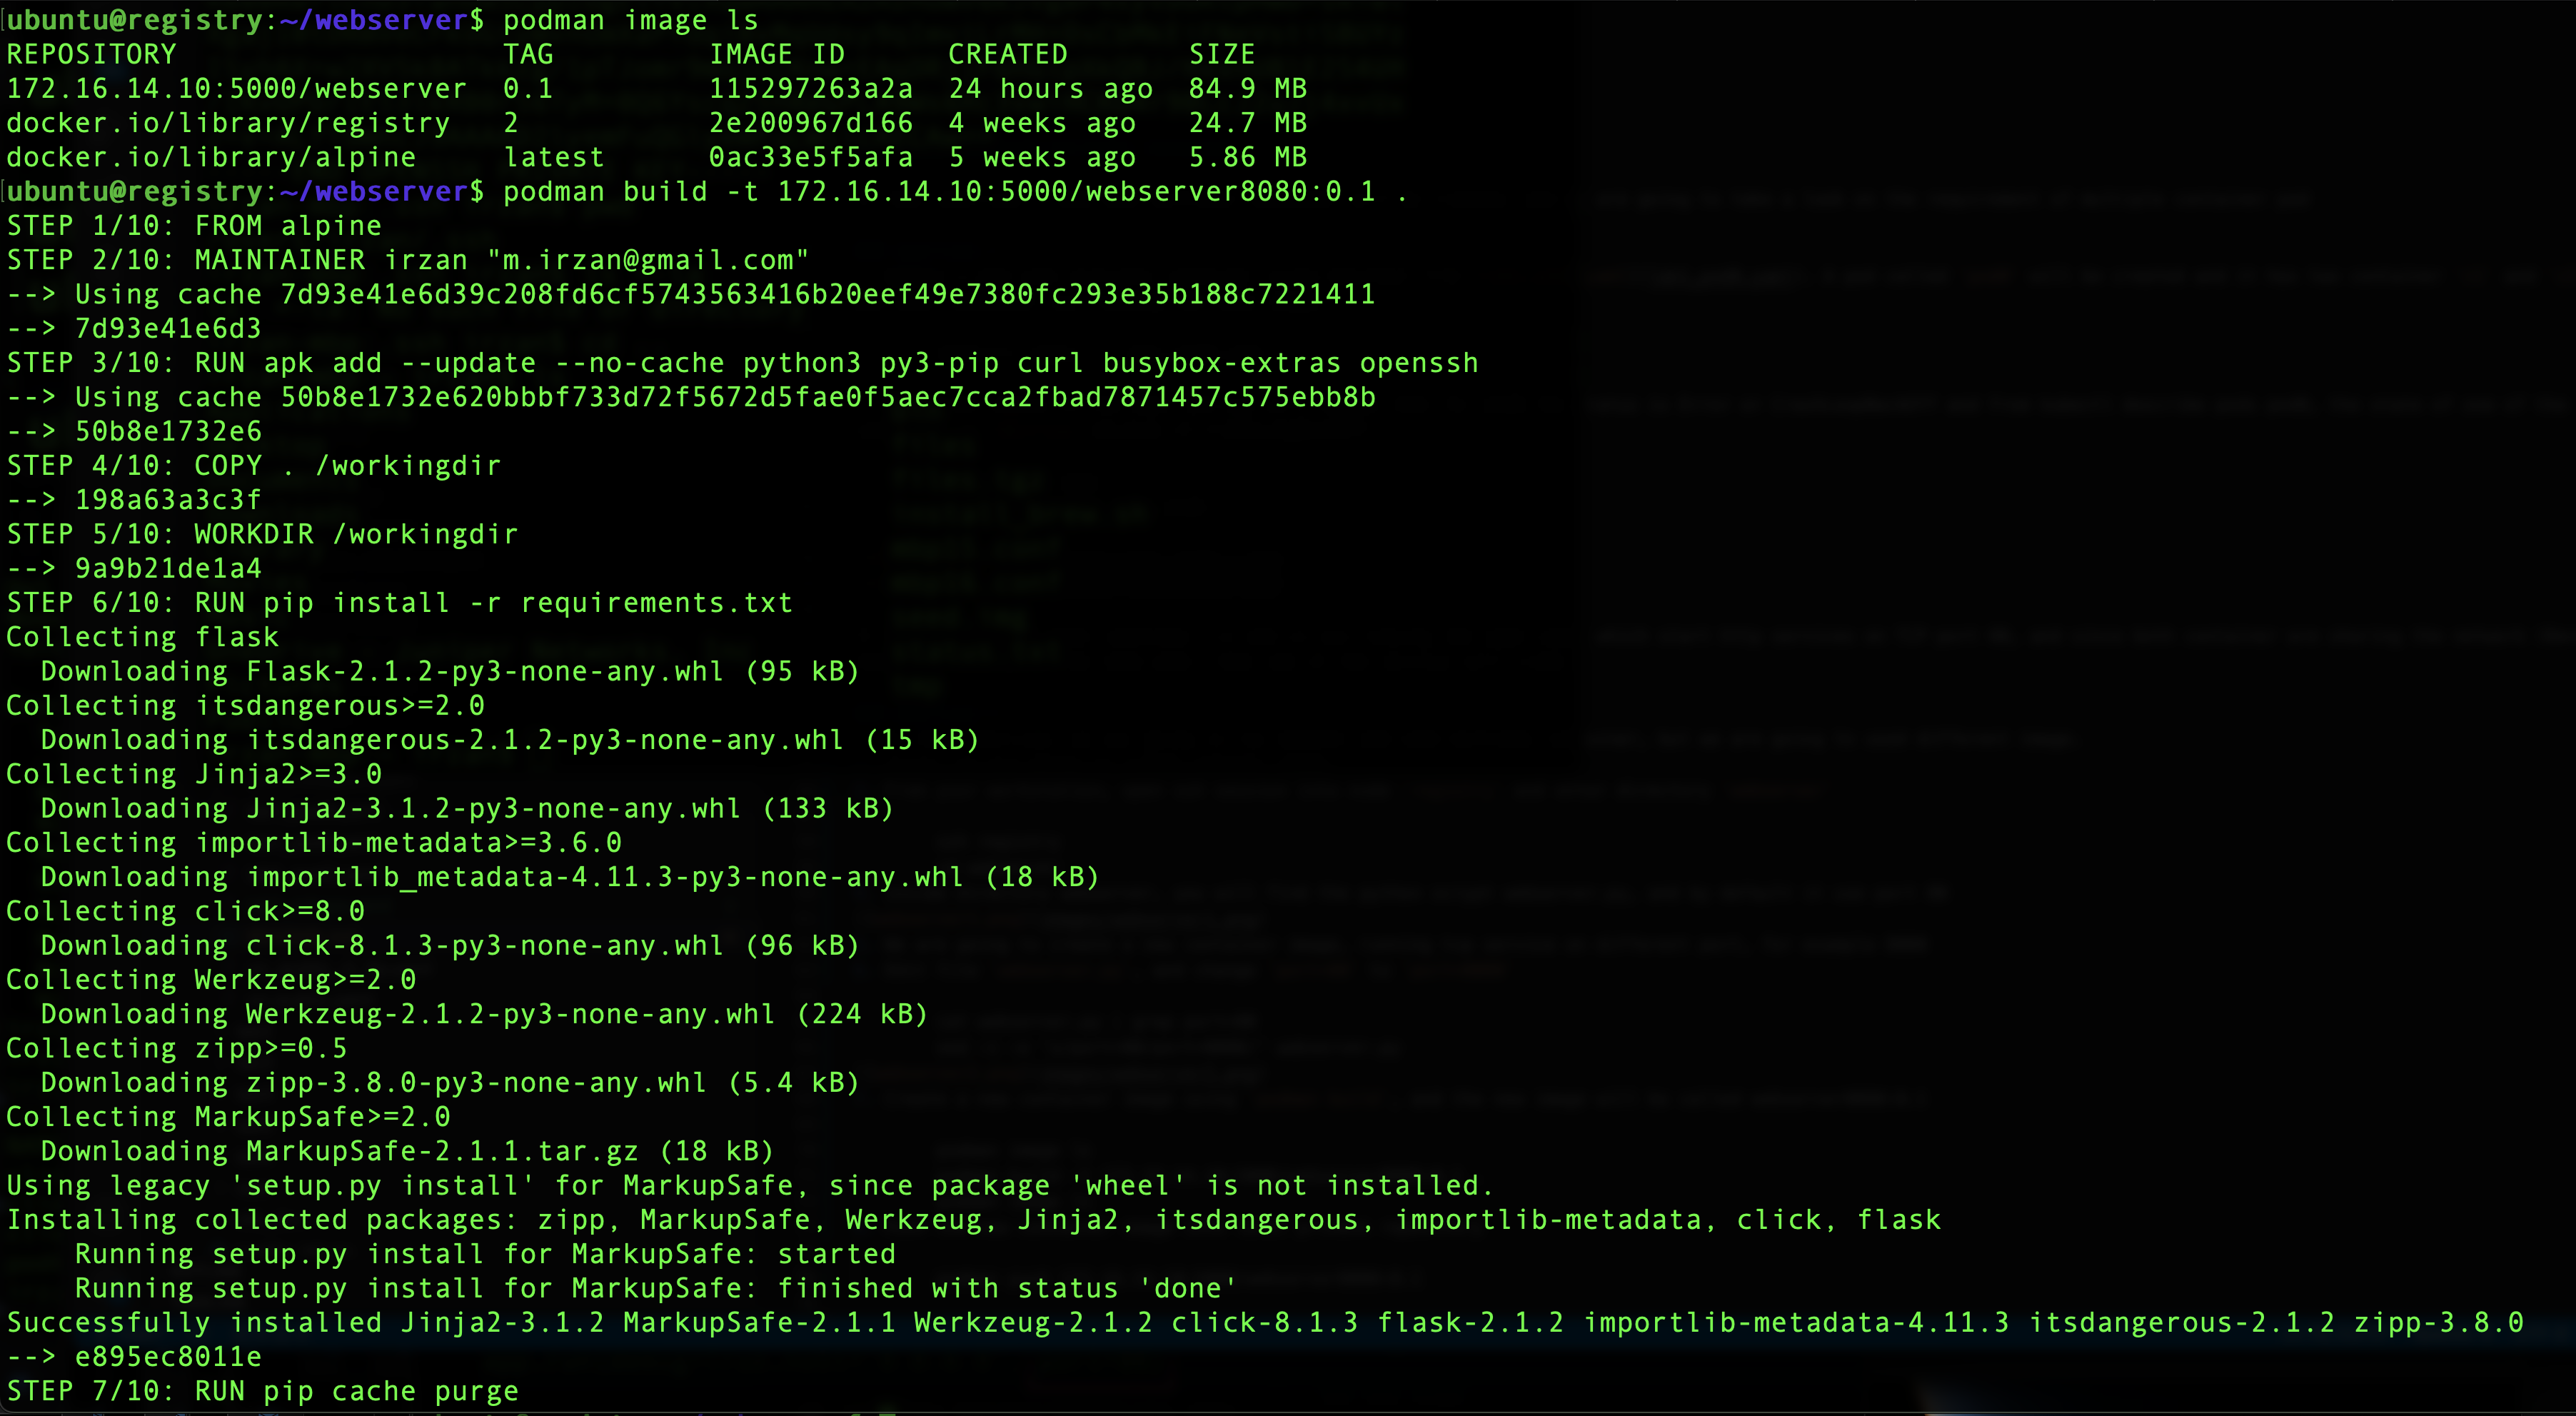 ubuntu@registry:~/webserver$ podman image ls
REPOSITORY                   TAG         IMAGE ID      CREATED       SIZE
172.16.14.10:5000/webserver  0.1         115297263a2a  24 hours ago  84.9 MB
docker.io/library/registry   2           2e200967d166  4 weeks ago   24.7 MB
docker.io/library/alpine     latest      0ac33e5f5afa  5 weeks ago   5.86 MB
ubuntu@registry:~/webserver$ podman build -t 172.16.14.10:5000/webserver8080:0.1 .
STEP 1/10: FROM alpine
STEP 2/10: MAINTAINER irzan "m.irzan@gmail.com"
--> Using cache 7d93e41e6d39c208fd6cf5743563416b20eef49e7380fc293e35b188c7221411
--> 7d93e41e6d3
STEP 3/10: RUN apk add --update --no-cache python3 py3-pip curl busybox-extras openssh
--> Using cache 50b8e1732e620bbbf733d72f5672d5fae0f5aec7cca2fbad7871457c575ebb8b
--> 50b8e1732e6
STEP 4/10: COPY . /workingdir
--> 198a63a3c3f
STEP 5/10: WORKDIR /workingdir
--> 9a9b21de1a4
STEP 6/10: RUN pip install -r requirements.txt
Collecting flask
  Downloading Flask-2.1.2-py3-none-any.whl (95 kB)
Collecting itsdangerous>=2.0
  Downloading itsdangerous-2.1.2-py3-none-any.whl (15 kB)
Collecting Jinja2>=3.0
  Downloading Jinja2-3.1.2-py3-none-any.whl (133 kB)
Collecting importlib-metadata>=3.6.0
  Downloading importlib_metadata-4.11.3-py3-none-any.whl (18 kB)
Collecting click>=8.0
  Downloading click-8.1.3-py3-none-any.whl (96 kB)
Collecting Werkzeug>=2.0
  Downloading Werkzeug-2.1.2-py3-none-any.whl (224 kB)
Collecting zipp>=0.5
  Downloading zipp-3.8.0-py3-none-any.whl (5.4 kB)
Collecting MarkupSafe>=2.0
  Downloading MarkupSafe-2.1.1.tar.gz (18 kB)
Using legacy 'setup.py install' for MarkupSafe, since package 'wheel' is not installed.
Installing collected packages: zipp, MarkupSafe, Werkzeug, Jinja2, itsdangerous, importlib-metadata, click, flask
    Running setup.py install for MarkupSafe: started
    Running setup.py install for MarkupSafe: finished with status 'done'
Successfully installed Jinja2-3.1.2 MarkupSafe-2.1.1 Werkzeug-2.1.2 click-8.1.3 flask-2.1.2 importlib-metadata-4.11.3 itsdangerous-2.1.2 zipp-3.8.0
--> e895ec8011e
STEP 7/10: RUN pip cache purge